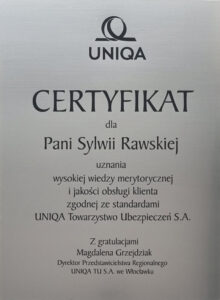 UNIQA
CERTYFIKAT
dla
Pani Sylwii Rawskiej
uznania
wysokiej wiedzy merytorycznej
i jakości obsługi klienta
zgodnej ze standardami
UNIQA Towarzystwo Ubezpieczeń S.A.
Z gratulacjami
Magdalena Grzejdziak
Dyrektor Przedstawicielstwa Regionalnego
UNIQA TU S.A. we Włocławku